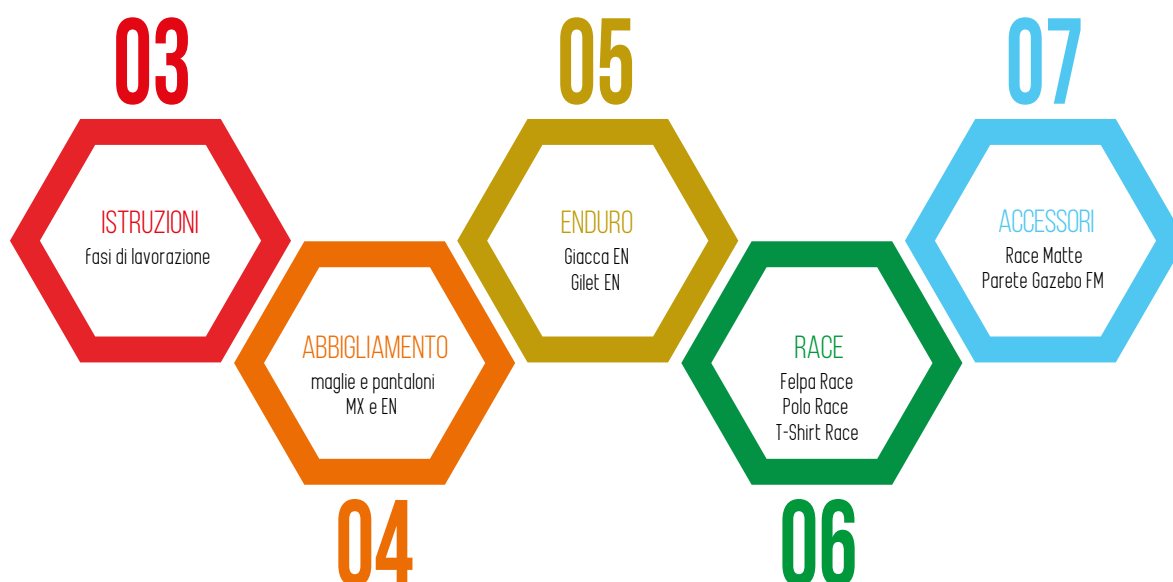 03
ISTRUZIONI
fasi di lavorazione
04
ABBIGLIAMENTO
maglie e pantaloni
MX e EN
05
ENDURO
Giacca EN
Gilet EN
06
RACE
Felpa Race
Polo Race
T-Shirt Race
07
ACCESSORI
Race Matte
Parete Gazebo FM